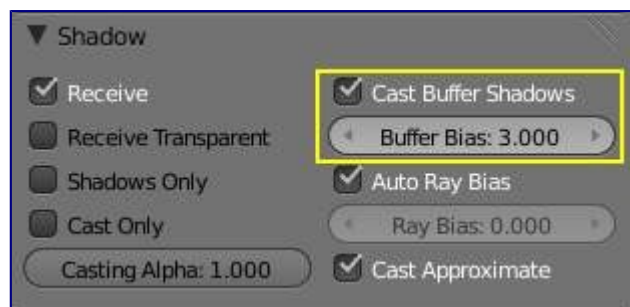 Shadow
Receive
Cast Buffer Shadows
Receive Transparent
Buffer Bias: 3.000
Shadows Only
Auto Ray Bias
Cast Only
Ray Bias: 0.000
Casting Alpha: 1.000
Cast Approximate